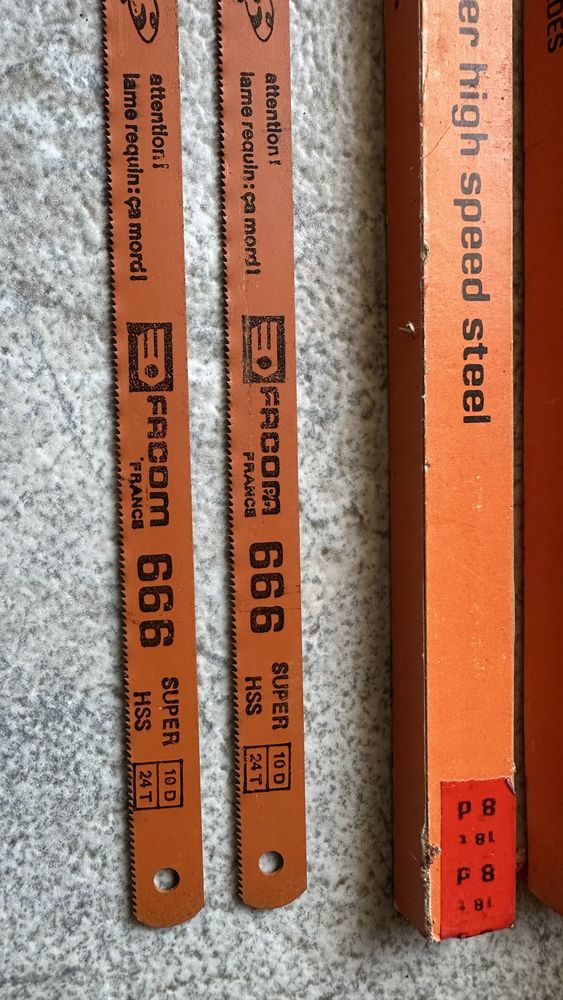 attention!
lame requin: ça mord!
FACOM
FRANCE
666
SUPER
HSS
10 D
24 T
attention!
lame requin: ça mord!
FACOM
FRANCE
666
SUPER
HSS
10 D
24 T
high speed steel
P 8
P 8